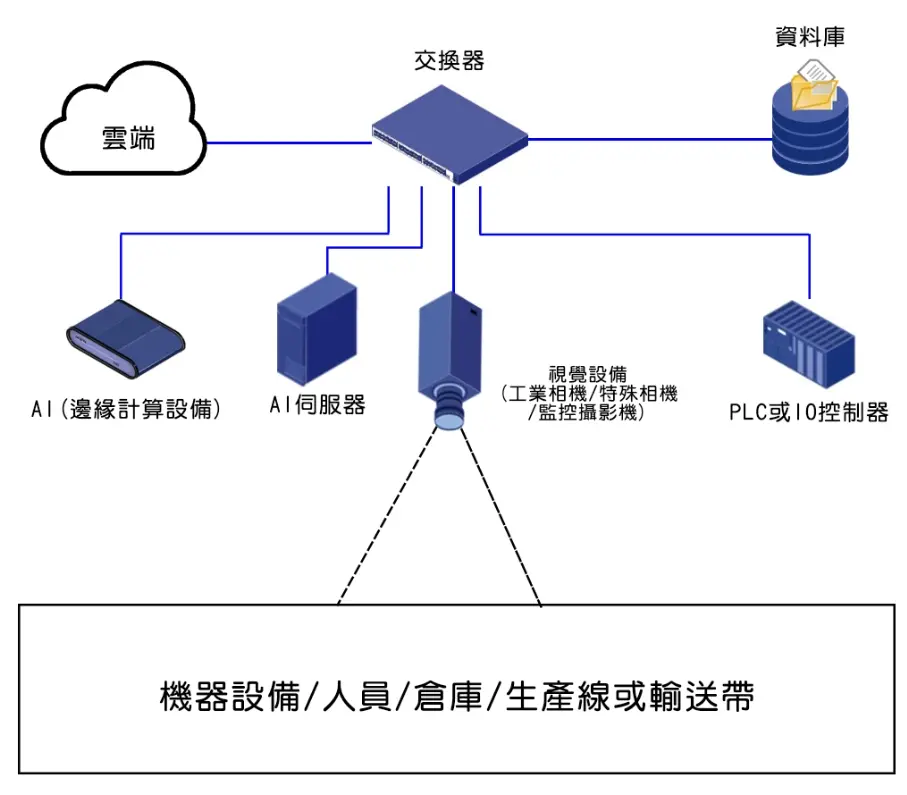 資料庫
交換器
雲端
AI(邊緣計算設備)
AI伺服器
視覺設備
(工業相機/特殊相機
/監控攝影機)
PLC或IO控制器
機器設備/人員/倉庫/生產線或輸送帶